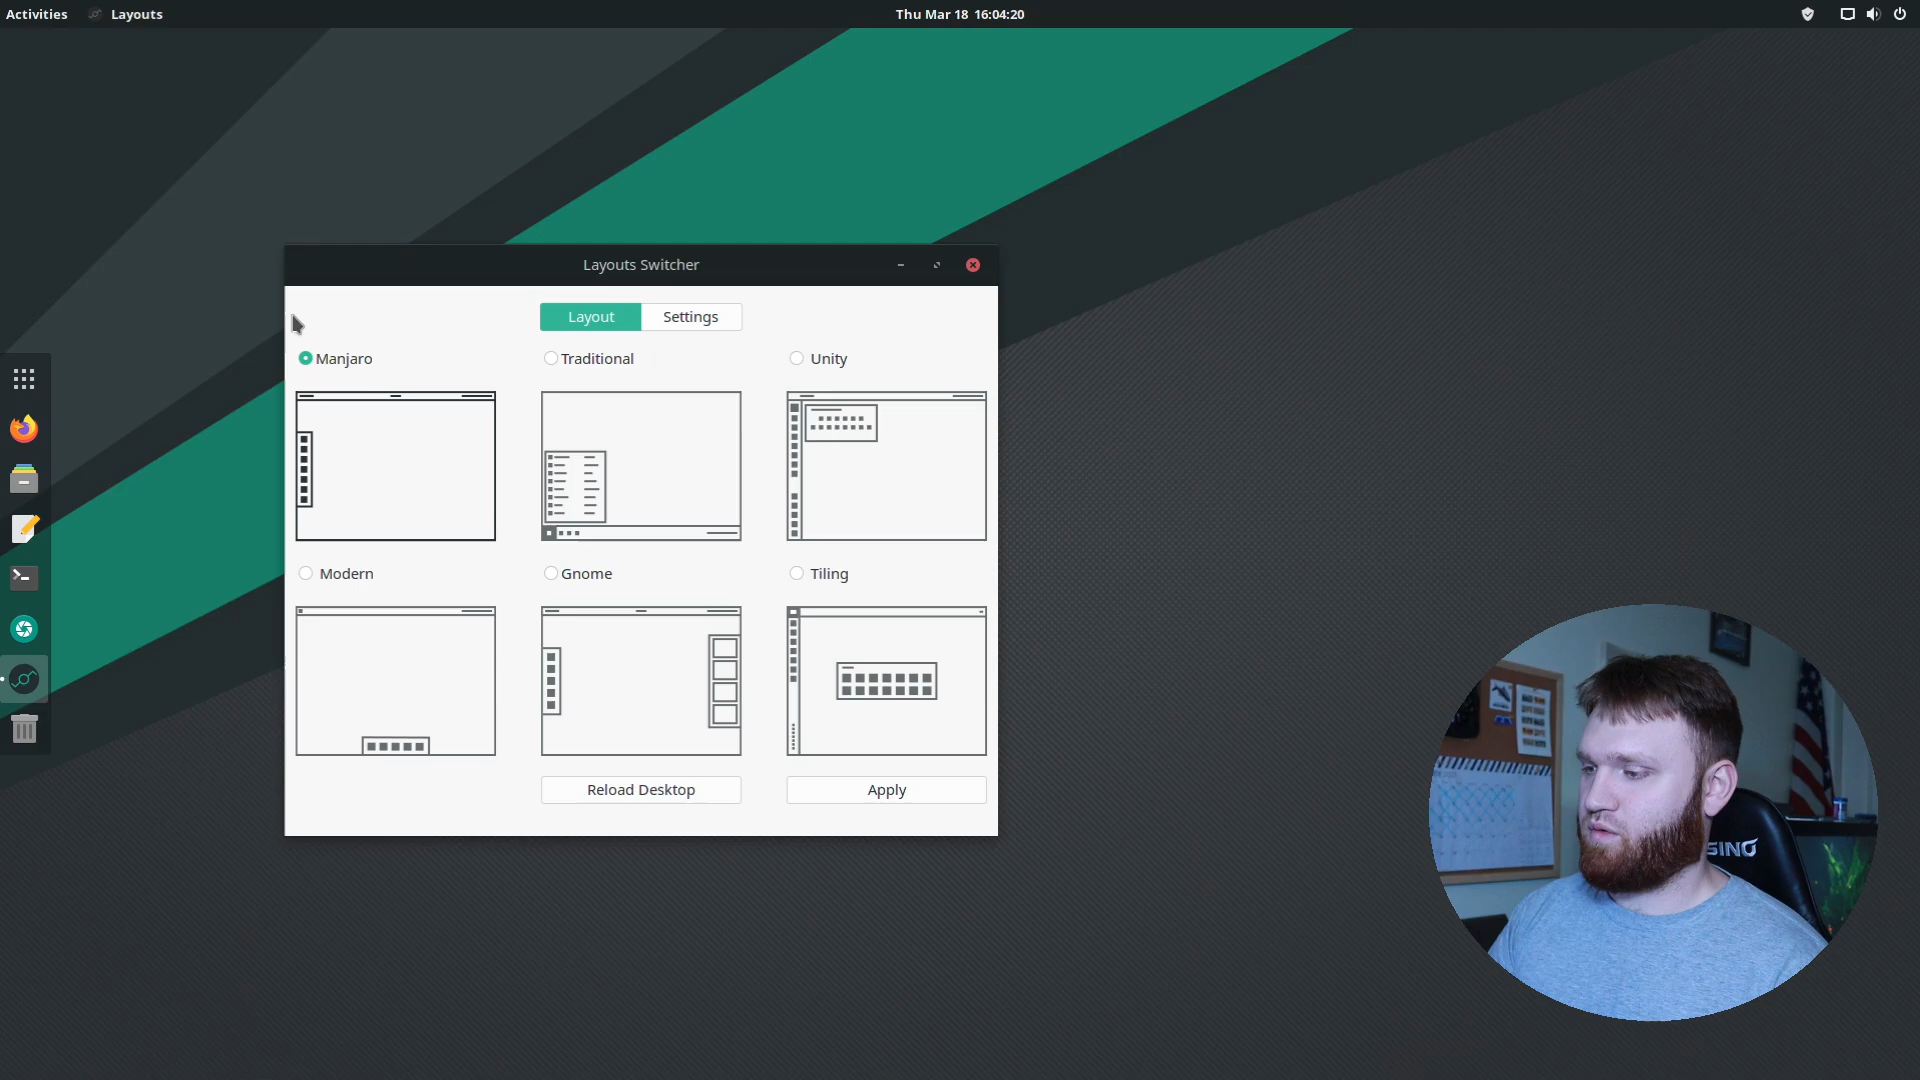 Activities
Layouts
Thu Mar 18 16:04:20
Layouts Switcher
Layout
Settings
Manjaro
Traditional
Unity
Modern
Gnome
Tiling
Reload Desktop
Apply